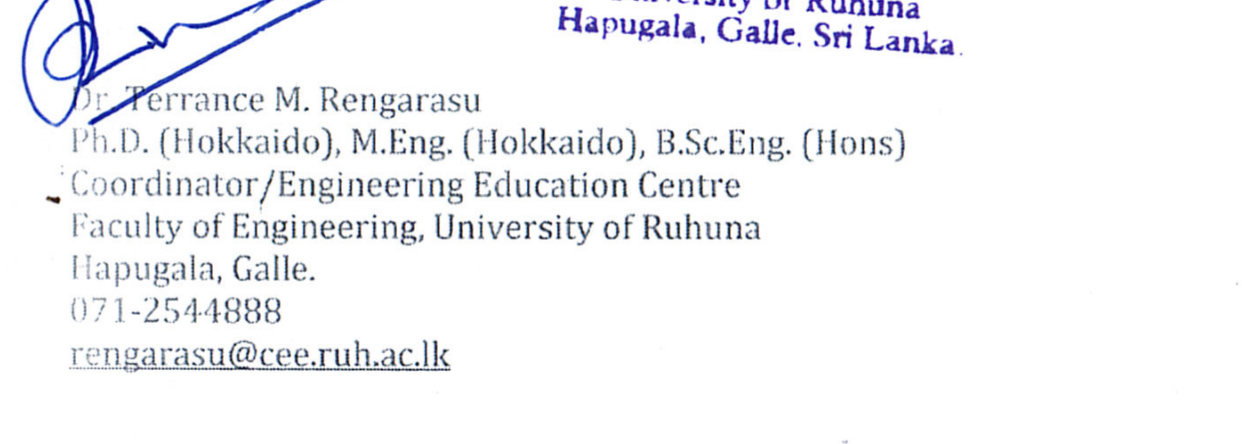 University of Ruhuna
Hapugala, Galle. Sri Lanka.
Dr. Terrance M. Rengarasu
Ph.D. (Hokkaido), M.Eng. (Hokkaido), B.Sc.Eng. (Hons)
Coordinator/Engineering Education Centre
Faculty of Engineering, University of Ruhuna
Hapugala, Galle.
071-2544888
rengarasu@cee.ruh.ac.lk